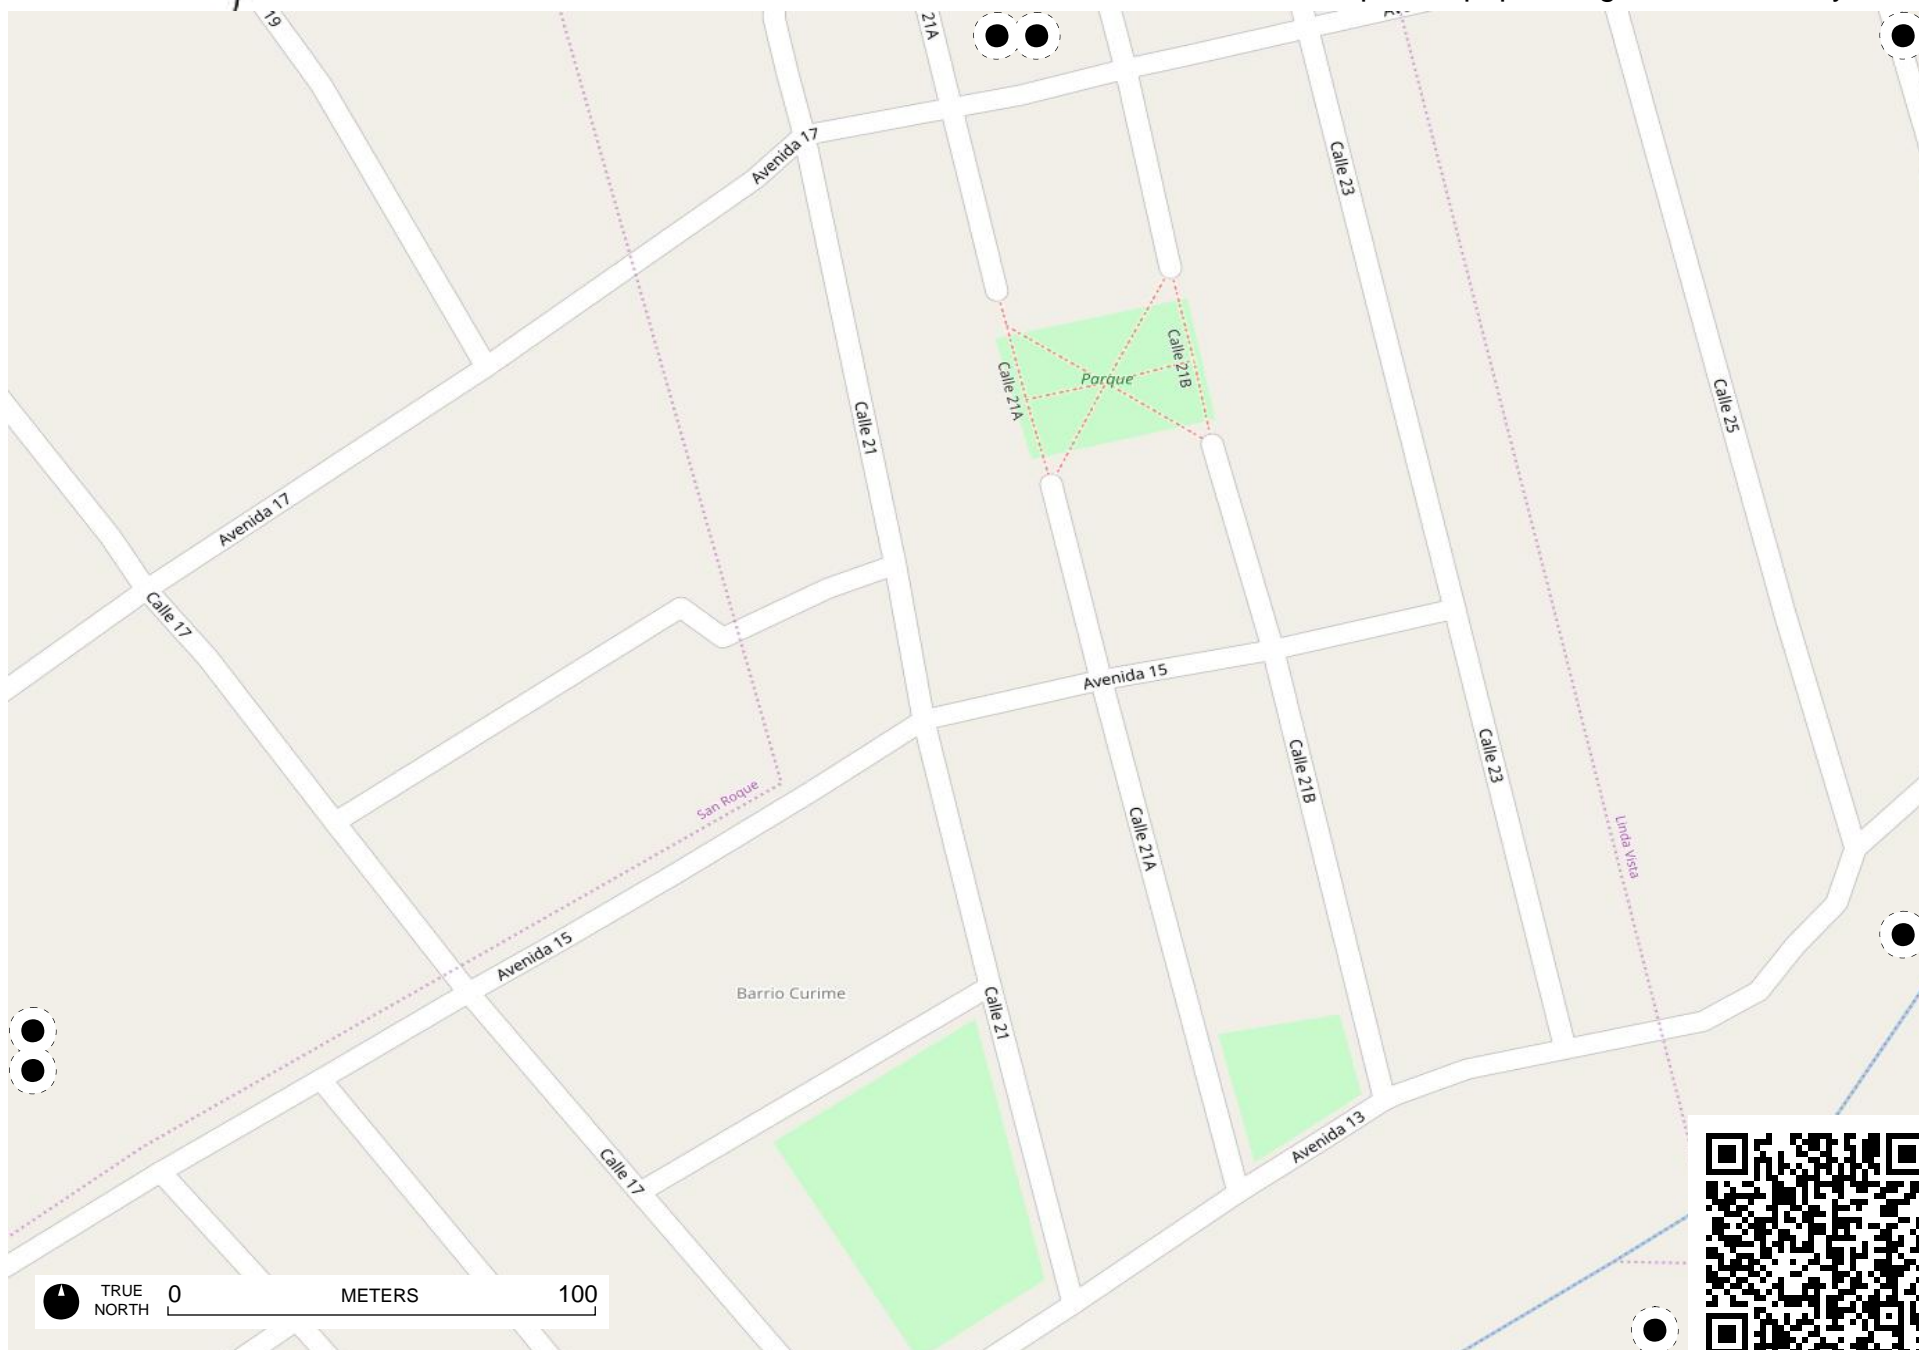 19
21A
Avenida 17
Calle 23
Calle 21B
Parque
Calle 21A
Calle 25
Calle 21
Avenida 17
Calle 17
Avenida 15
Calle 23
Calle 21B
San Roque
Calle 21A
Linda Vista
Avenida 15
Barrio Curime
Calle 21
Avenida 13
Calle 17
TRUE NORTH
0 METERS 100